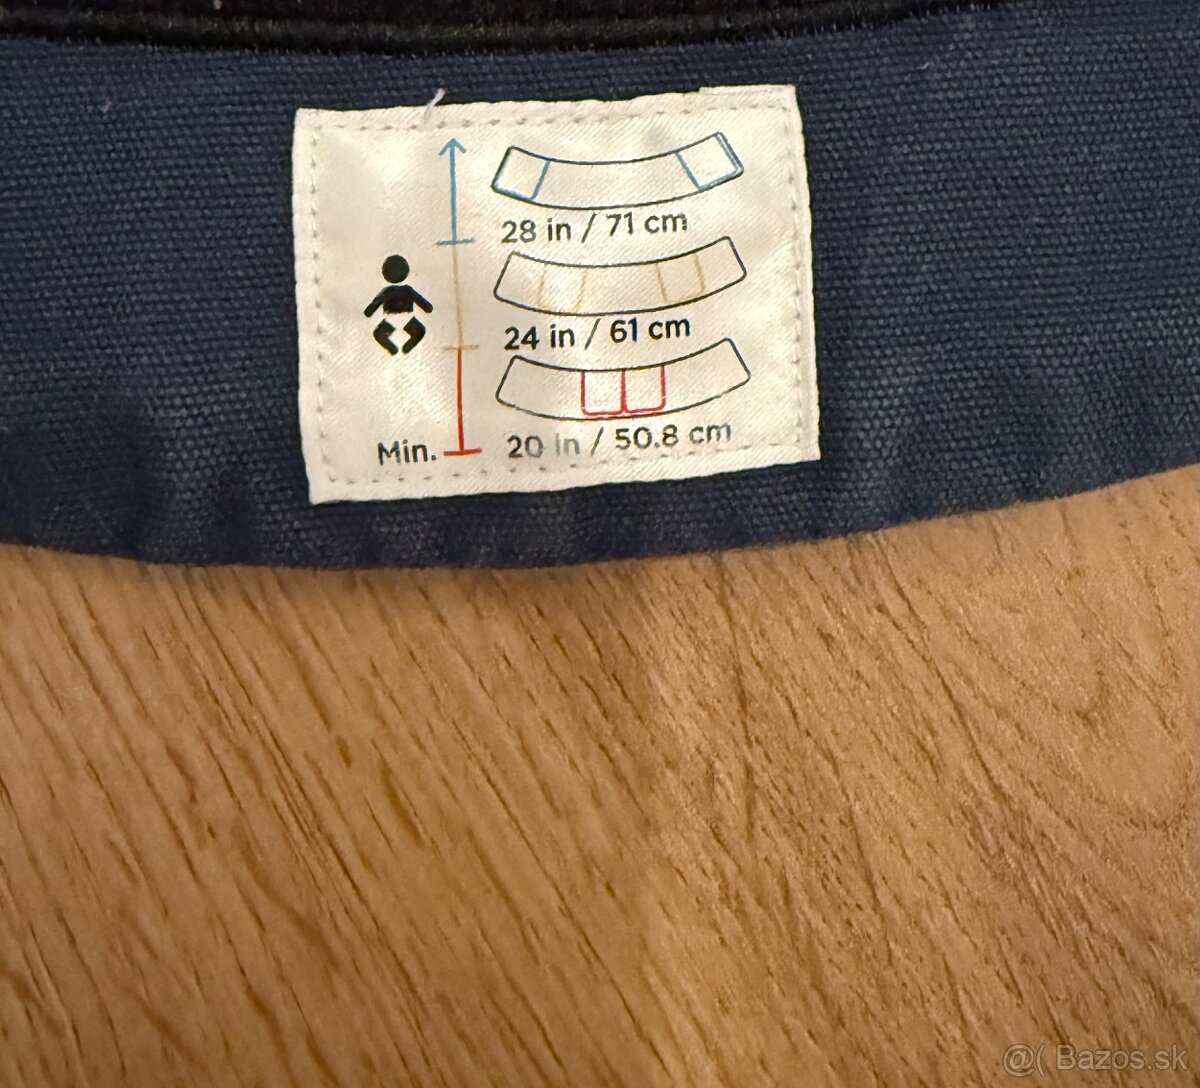 28 in / 71 cm
24 in / 61 cm
Min. 20 in / 50.8 cm
@( Bazos.sk